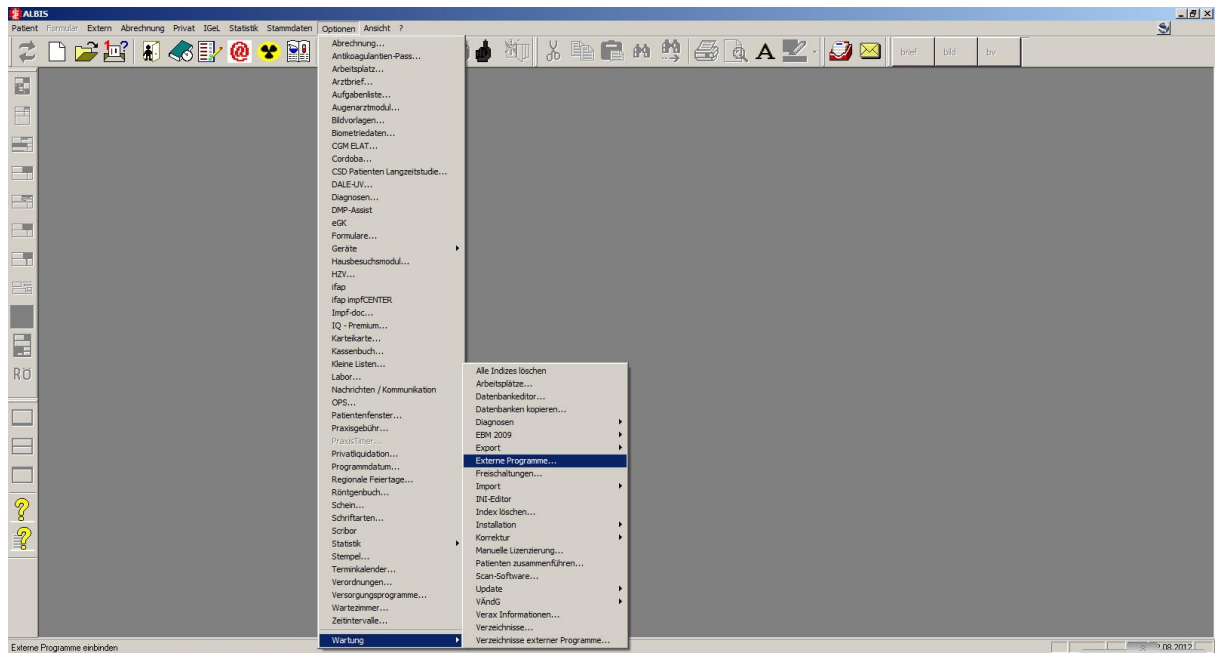 ALBIS
Patient Formular Extern Abrechnung Privat IGeL Statistik Stammdaten Optionen Ansicht ?
brief bild bv
Abrechnung...
Antikoagulantien-Pass...
Arbeitsplatz...
Arztbrief...
Aufgabenliste...
Augenarztmodul...
Bildvorlagen...
Biometriedaten...
CGM ELAT...
Cordoba...
CSD Patienten Langzeitstudie...
DALE-UV...
Diagnosen...
DMP-Assist
eGK
Formulare...
Geräte
Hausbesuchsmodul...
HZV...
ifap
ifap impfCENTER
Impf-doc...
IQ - Premium...
Karteikarte...
Kassenbuch...
Kleine Listen...
Labor...
Nachrichten / Kommunikation
OPS...
Patientenfenster...
Praxisgebühr...
PraxisTimer...
Privatliquidation...
Programmdatum...
Regionale Feiertage...
Röntgenbuch...
Schein...
Schriftarten...
Scribor
Statistik
Stempel...
Terminkalender...
Verordnungen...
Versorgungsprogramme...
Wartezimmer...
Zeitintervalle...
Wartung
Alle Indizes löschen
Arbeitsplätze...
Datenbankeditor...
Datenbanken kopieren...
Diagnosen
EBM 2009
Export
Externe Programme...
Freischaltungen...
Import
INI-Editor
Index löschen...
Installation
Korrektur
Manuelle Lizenzierung...
Patienten zusammenführen...
Scan-Software...
Update
VÄndG
Verax Informationen...
Verzeichnisse...
Verzeichnisse externer Programme...
RÖ
Externe Programme einbinden
.08.2012